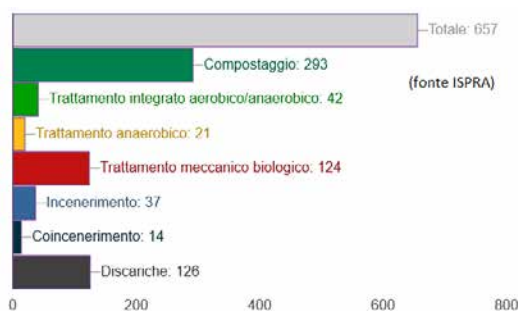 Totale: 657
Compostaggio: 293
(fonte ISPRA)
Trattamento integrato aerobico/anaerobico: 42
Trattamento anaerobico: 21
Trattamento meccanico biologico: 124
Incenerimento: 37
Coincenerimento: 14
Discariche: 126
0 200 400 600 800